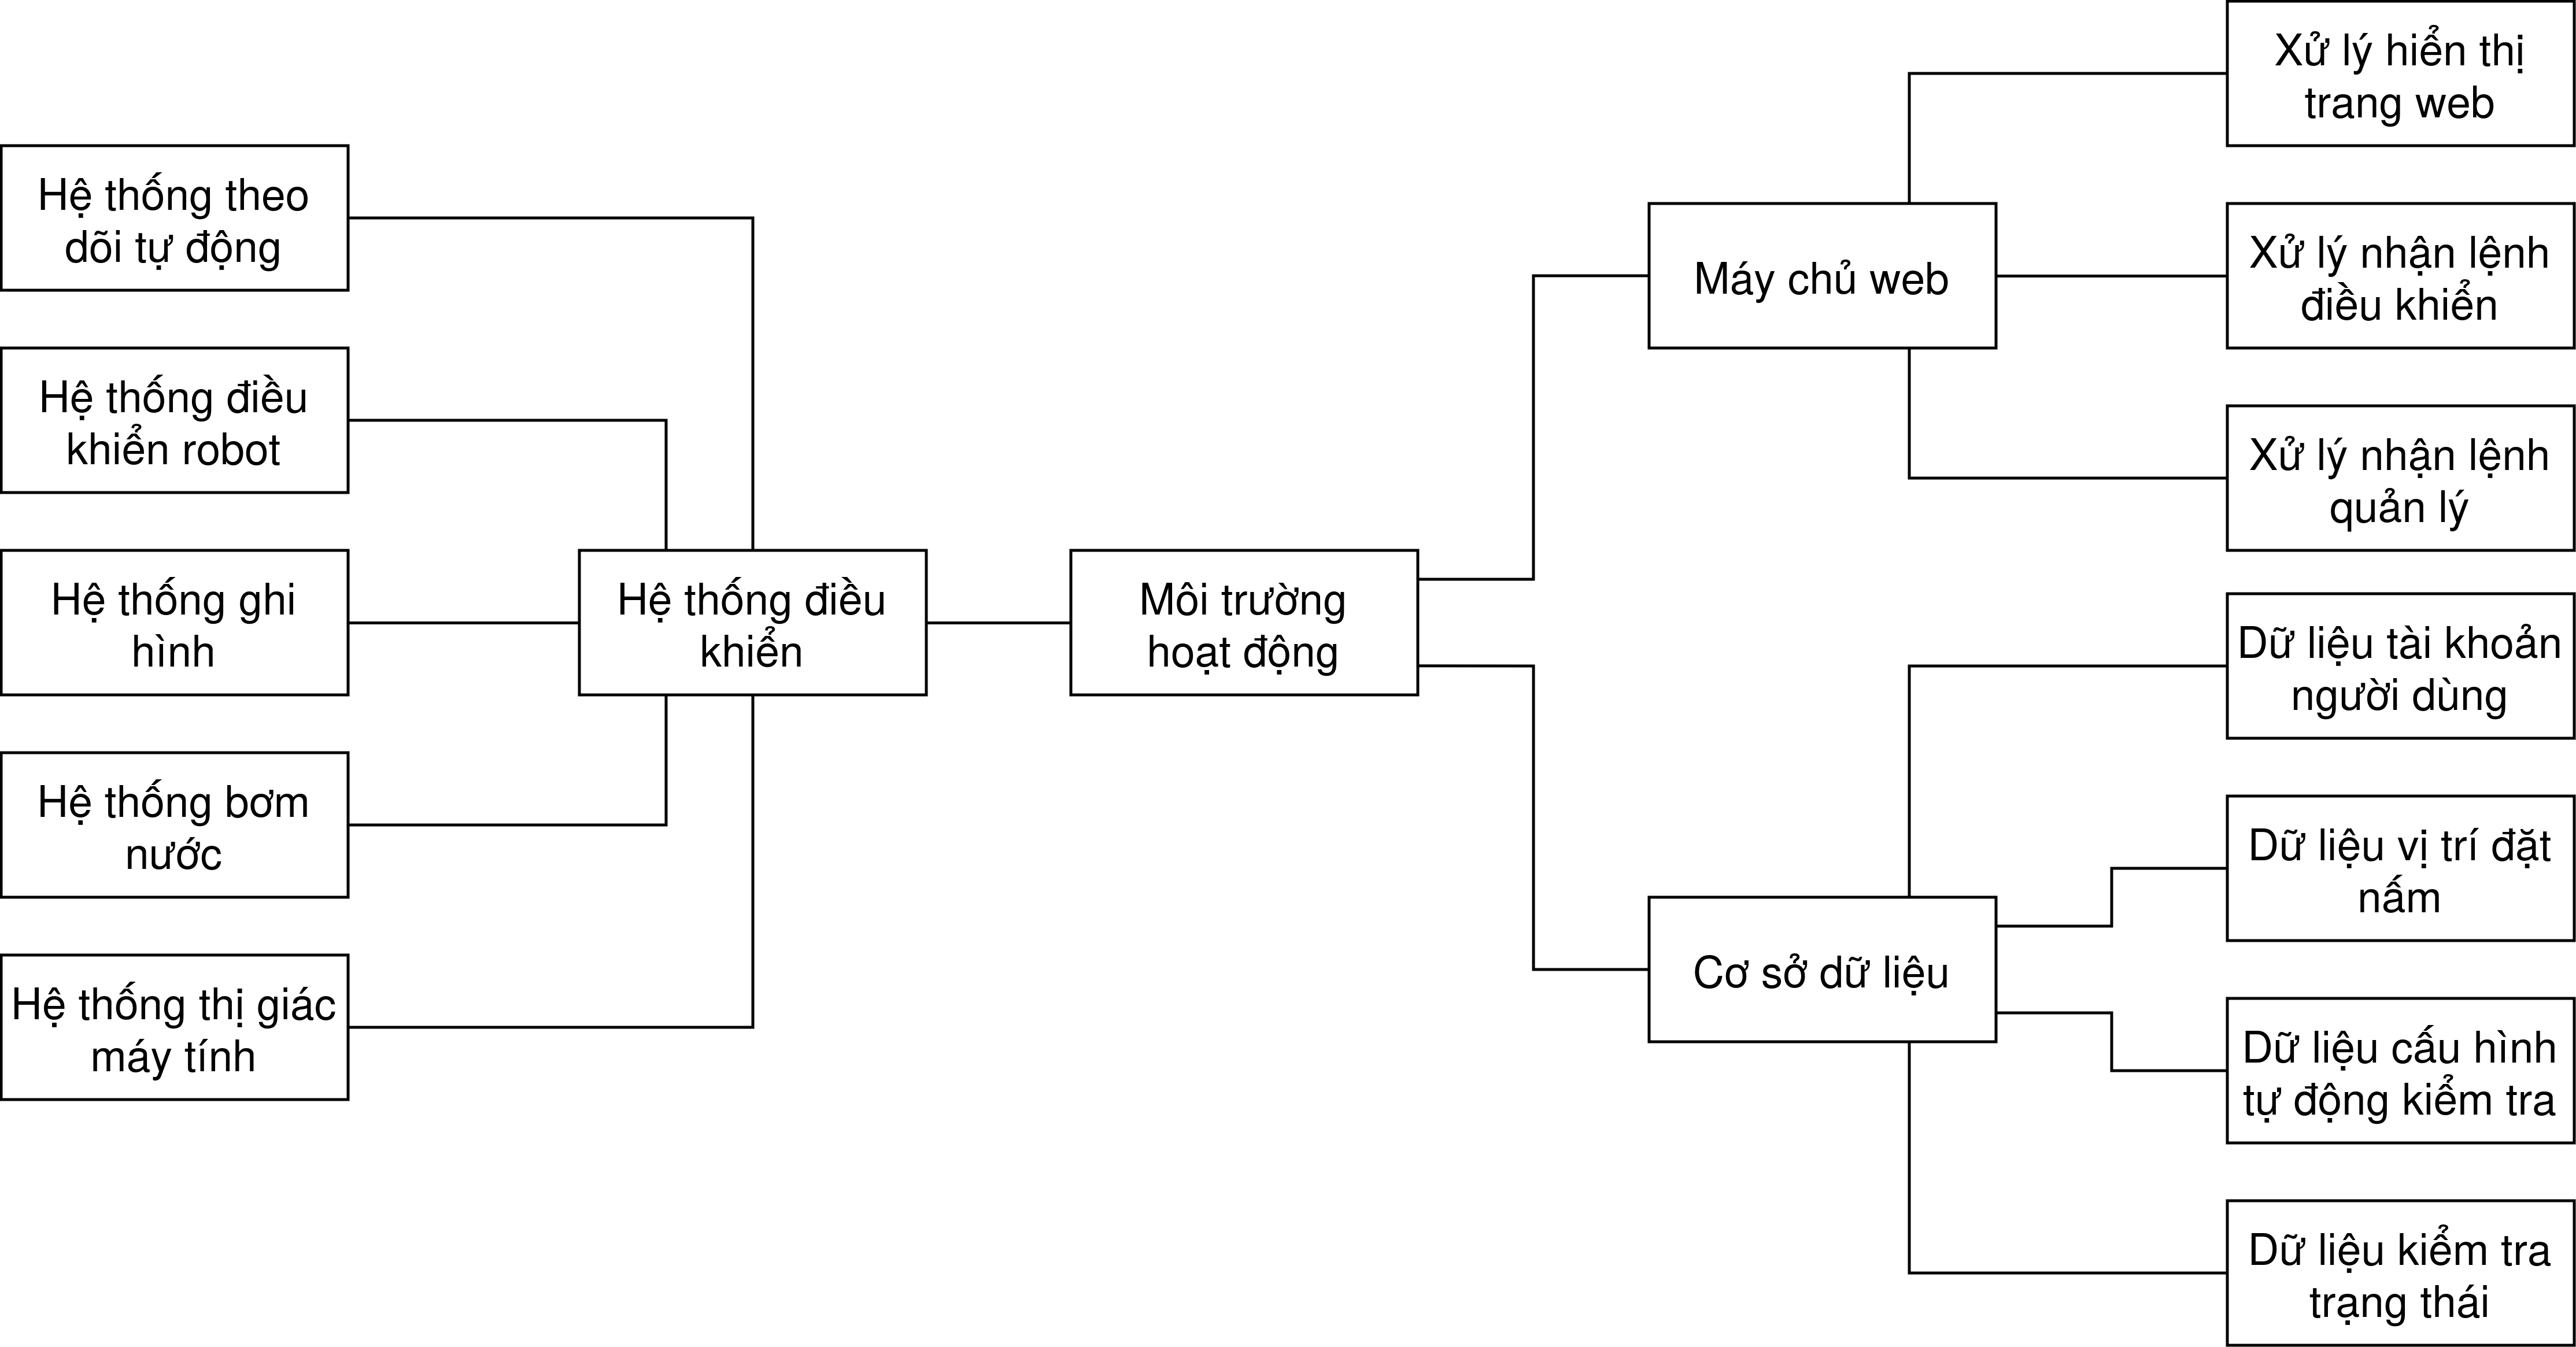 Hệ thống theo
dõi tự động
Hệ thống điều
khiển robot
Hệ thống ghi
hình
Hệ thống bơm
nước
Hệ thống thị giác
máy tính
Hệ thống điều
khiển
Môi trường
hoạt động
Máy chủ web
Cơ sở dữ liệu
Xử lý hiển thị
trang web
Xử lý nhận lệnh
điều khiển
Xử lý nhận lệnh
quản lý
Dữ liệu tài khoản
người dùng
Dữ liệu vị trí đặt
nấm
Dữ liệu cấu hình
tự động kiểm tra
Dữ liệu kiểm tra
trạng thái